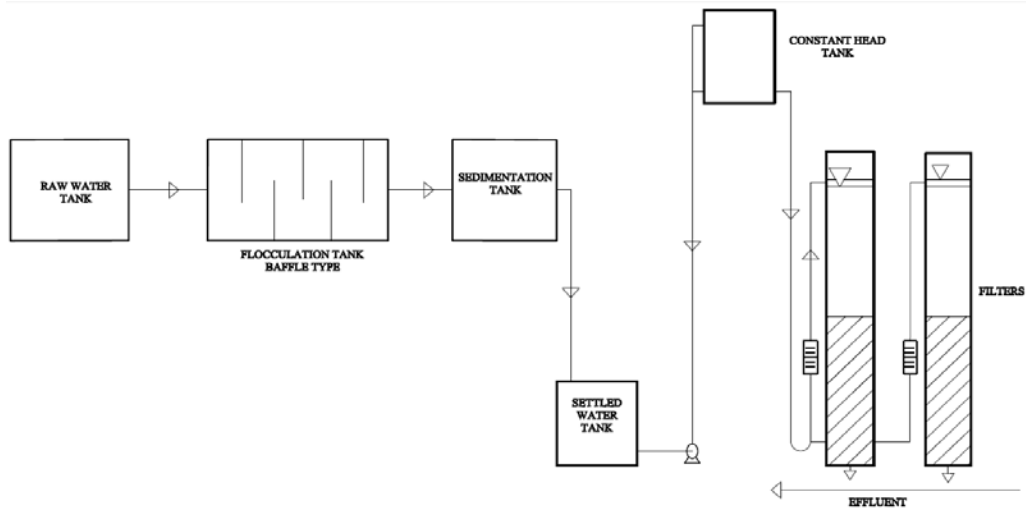 CONSTANT HEAD
TANK
RAW WATER
TANK
SEDIMENTATION
TANK
FLOCCULATION TANK
BAFFLE TYPE
FILTERS
SETTLED
WATER
TANK
EFFLUENT